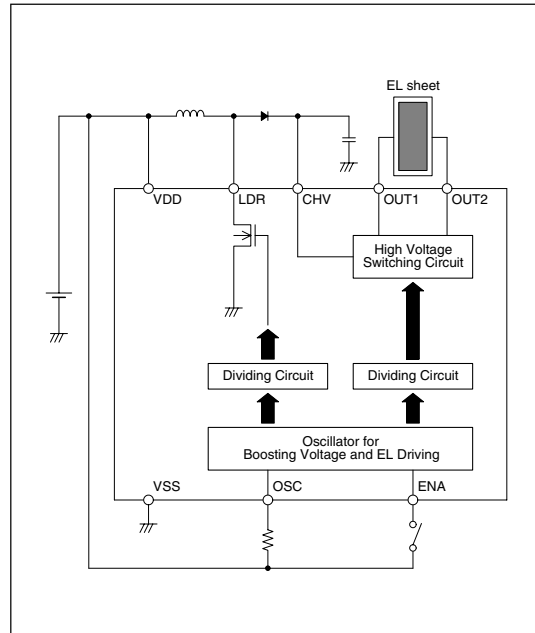 EL sheet
VDD
LDR
CHV
OUT1
OUT2
High Voltage
Switching Circuit
Dividing Circuit
Dividing Circuit
Oscillator for
Boosting Voltage and EL Driving
VSS
OSC
ENA